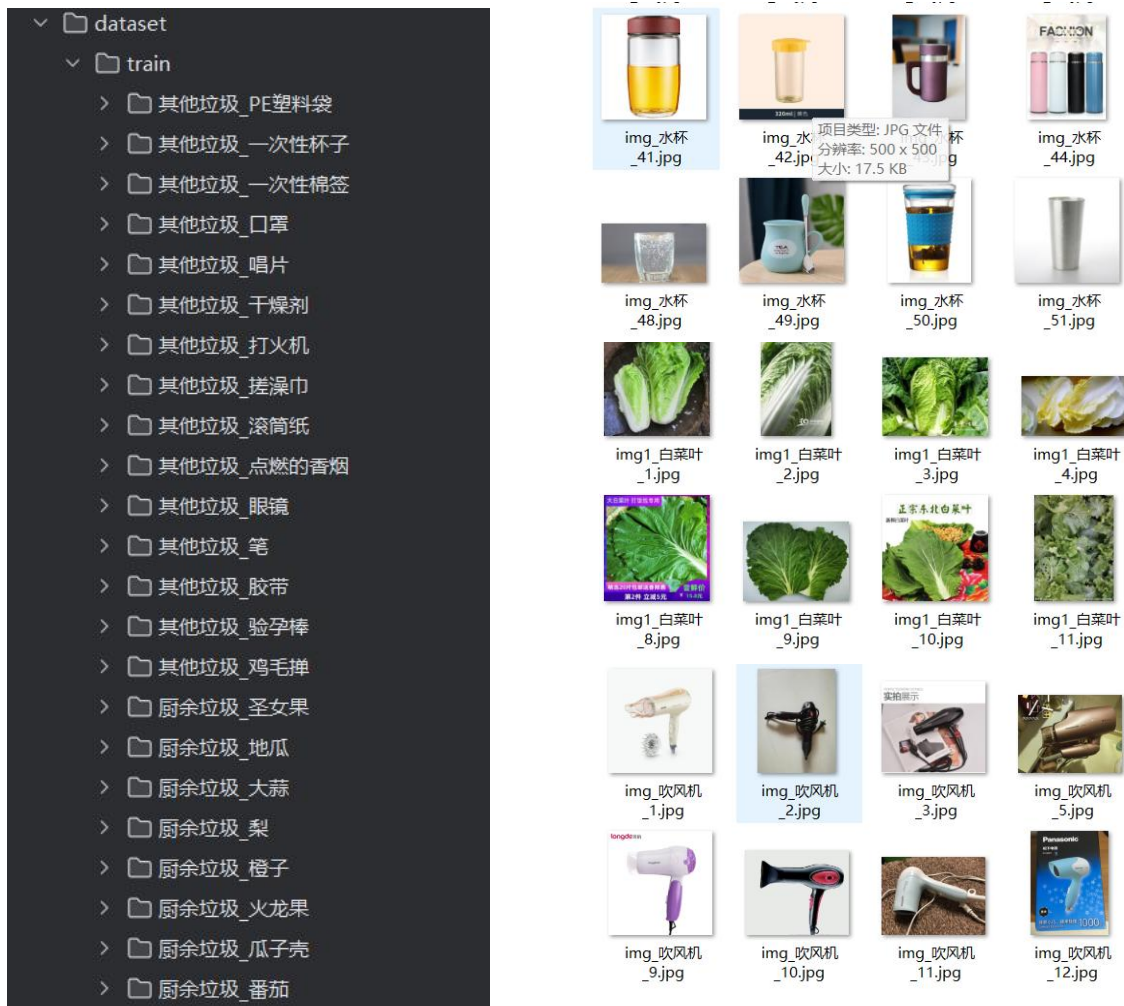 dataset
train
其他垃圾_PE塑料袋
其他垃圾_一次性杯子
其他垃圾_一次性棉签
其他垃圾_口罩
其他垃圾_唱片
其他垃圾_干燥剂
其他垃圾_打火机
其他垃圾_搓澡巾
其他垃圾_滚筒纸
其他垃圾_点燃的香烟
其他垃圾_眼镜
其他垃圾_笔
其他垃圾_胶带
其他垃圾_验孕棒
其他垃圾_鸡毛掸
厨余垃圾_圣女果
厨余垃圾_地瓜
厨余垃圾_大蒜
厨余垃圾_梨
厨余垃圾_橙子
厨余垃圾_火龙果
厨余垃圾_瓜子壳
厨余垃圾_番茄
FASHION
img_水杯
_41.jpg
img_水
_42.jpg
项目类型: JPG 文件
分辨率: 500 x 500
大小: 17.5 KB
img_水杯
_44.jpg
img_水杯
_48.jpg
img_水杯
_49.jpg
img_水杯
_50.jpg
img_水杯
_51.jpg
img1_白菜叶
_1.jpg
img1_白菜叶
_2.jpg
img1_白菜叶
_3.jpg
img1_白菜叶
_4.jpg
第2件 立减5元
正宗东北白菜叶
img1_白菜叶
_8.jpg
img1_白菜叶
_9.jpg
img1_白菜叶
_10.jpg
img1_白菜叶
_11.jpg
实拍展示
img_吹风机
_1.jpg
img_吹风机
_2.jpg
img_吹风机
_3.jpg
img_吹风机
_5.jpg
Panasonic
1000
img_吹风机
_9.jpg
img_吹风机
_10.jpg
img_吹风机
_11.jpg
img_吹风机
_12.jpg